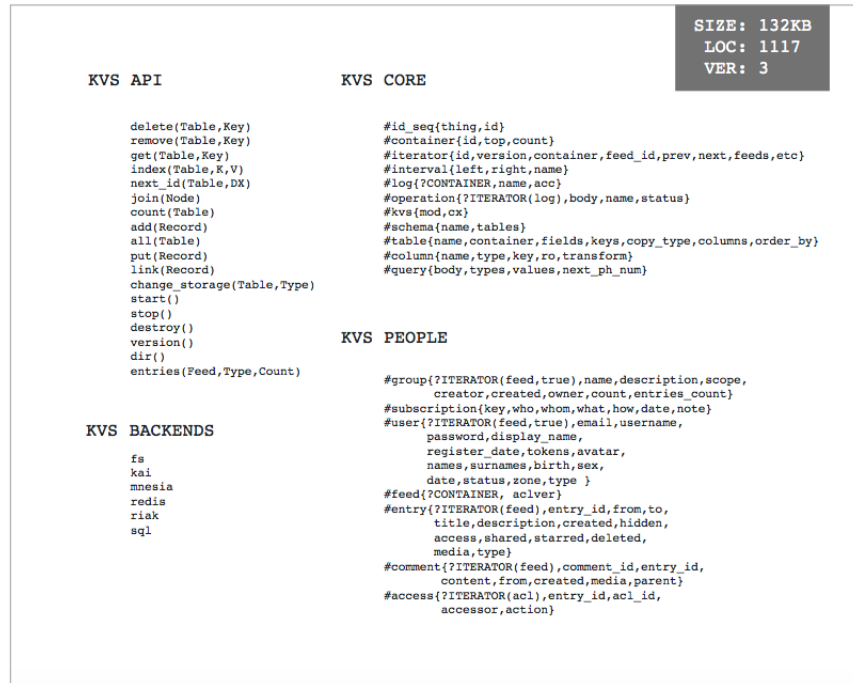 SIZE: 132KB
LOC: 1117
VER: 3
KVS API
delete(Table,Key)
remove(Table,Key)
get(Table,Key)
index(Table,K,V)
next_id(Table,DX)
join(Node)
count(Table)
add(Record)
all(Table)
put(Record)
link(Record)
change_storage(Table,Type)
start()
stop()
destroy()
version()
dir()
entries(Feed,Type,Count)
KVS BACKENDS
fs
kai
mnesia
redis
riak
sql
KVS CORE
#id_seq{thing,id}
#container{id,top,count}
#iterator{id,version,container,feed_id,prev,next,feeds,etc}
#interval{left,right,name}
#log{?CONTAINER,name,acc}
#operation{?ITERATOR(log),body,name,status}
#kvs{mod,cx}
#schema{name,tables}
#table{name,container,fields,keys,copy_type,columns,order_by}
#column{name,type,key,ro,transform}
#query{body,types,values,next_ph_num}
KVS PEOPLE
#group{?ITERATOR(feed,true),name,description,scope,
creator,created,owner,count,entries_count}
#subscription{key,who,whom,what,how,date,note}
#user{?ITERATOR(feed,true),email,username,
password,display_name,
register_date,tokens,avatar,
names,surnames,birth,sex,
date,status,zone,type }
#feed{?CONTAINER, aclver}
#entry{?ITERATOR(feed),entry_id,from,to,
title,description,created,hidden,
access,shared,starred,deleted,
media,type}
#comment{?ITERATOR(feed),comment_id,entry_id,
content,from,created,media,parent}
#access{?ITERATOR(acl),entry_id,acl_id,
accessor,action}